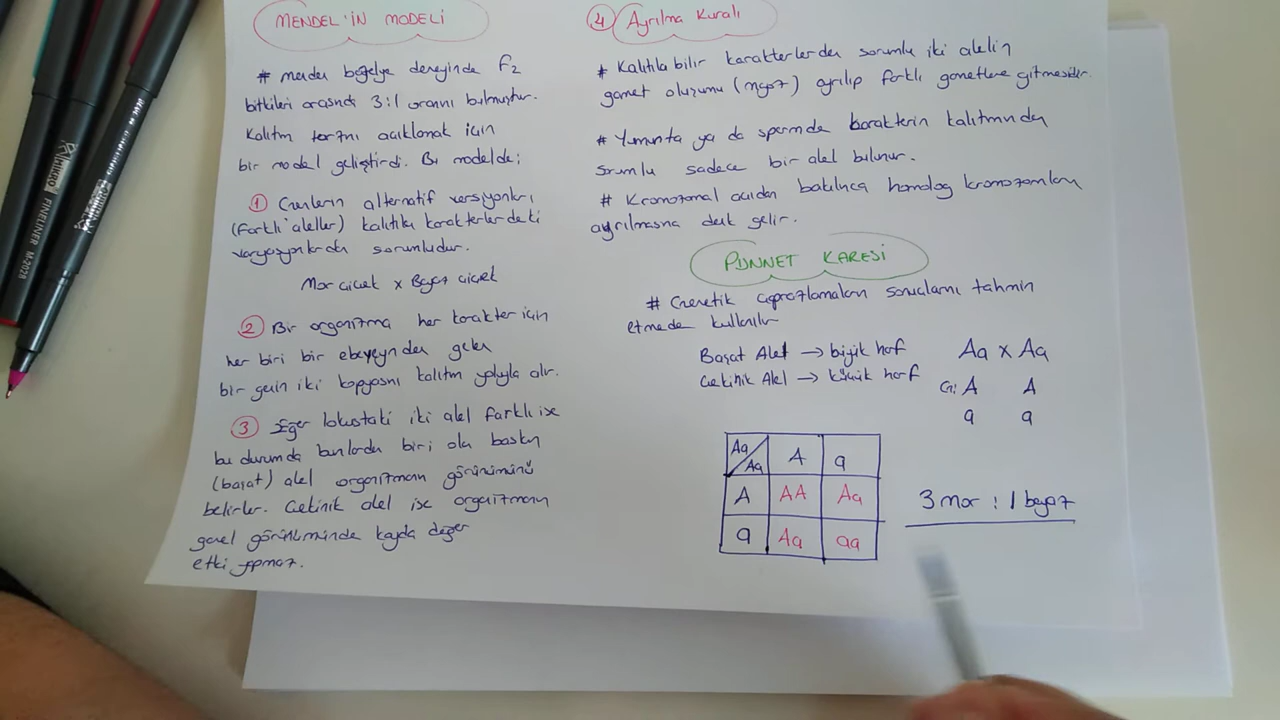 MENDEL'İN MODELİ
# Mendel bezelye deneyinde F2
bitkileri arasında 3:1 oranını bulmuştur.
Kalıtım tarzını açıklamak için
bir model geliştirdi. Bu modelde;
① Genlerin alternatif versiyonları
(farklı aleller) kalıtılan karakterlerdeki
varyasyonlardan sorumludur.
Mor çiçek x Beyaz çiçek
② Bir organizma her karakter için
her biri bir ebeveynden gelen
bir genin iki kopyasını kalıtım yoluyla alır.
③ Eğer lokustaki iki alel farklı ise
bu durumda bunlardan biri olan baskın
(başat) alel organizmanın görünümünü
belirler. Çekinik alel ise organizmanın
genel görünümünde kayda değer
etki yapmaz.
④ Ayrılma Kuralı
# Kalıtılabilir karakterlerden sorumlu iki alelin
gamet oluşumu (mayoz) ayrılıp farklı gametlere gitmesidir.
# Yumurta ya da spermde karakterin kalıtımından
sorumlu sadece bir alel bulunur.
# Kromozomal açıdan bakılınca homolog kromozomların
ayrılmasına denk gelir.
PUNNET KARESİ
# Genetik çaprazlamaların sonuçlarını tahmin
etmede kullanılır
Başat Alel → büyük harf
Çekinik Alel → küçük harf
Aa x Aa
G: A A
a a
Aa Aa A a
A AA Aa
a Aa aa
3 mor : 1 beyaz
MIKRO FINELINER M-2028